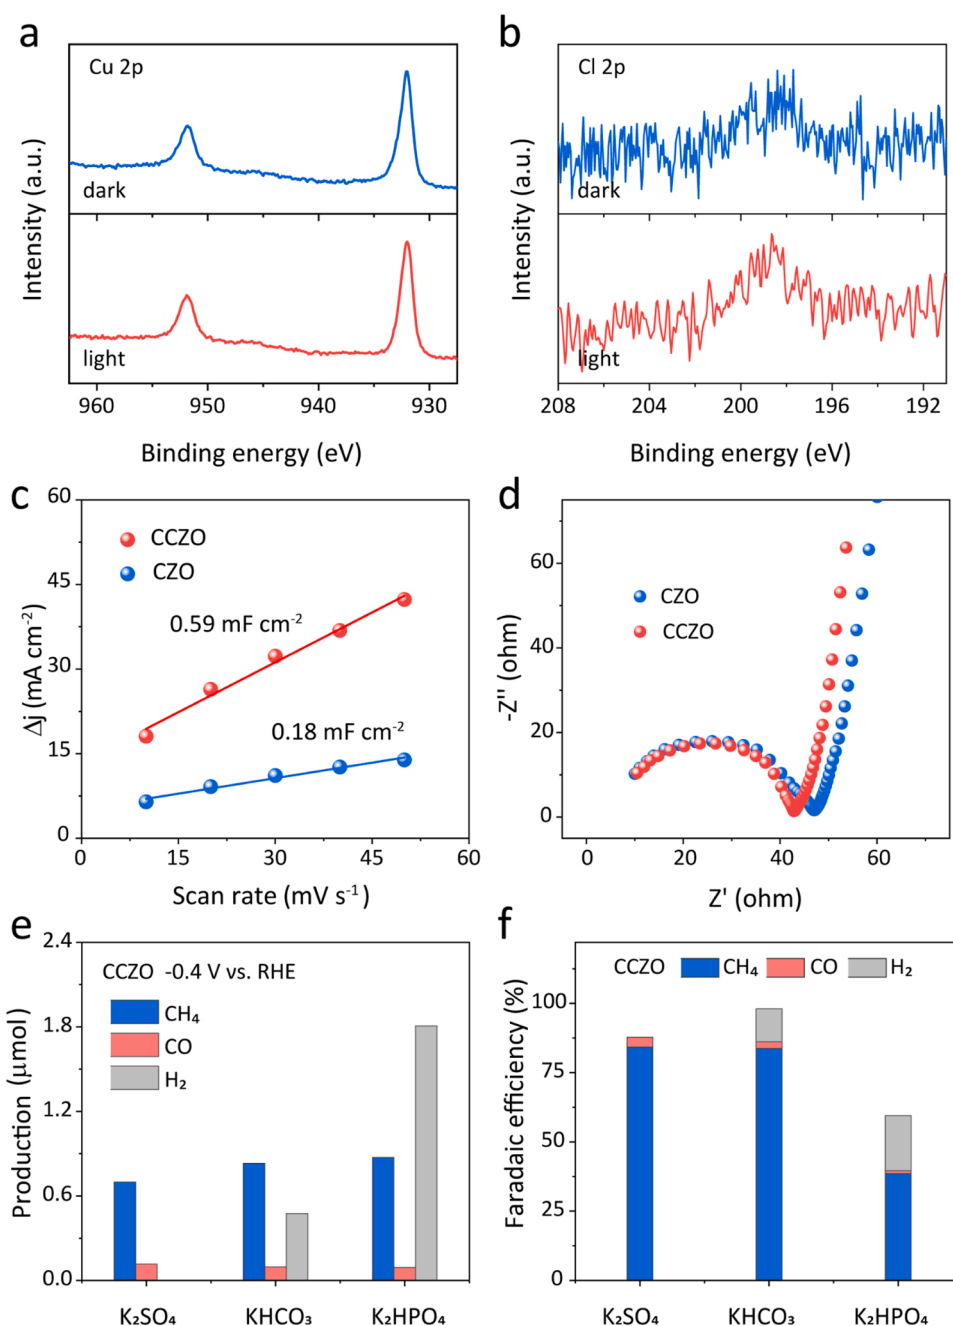 a
Cu 2p
dark
light
Intensity (a.u.)
960 950 940 930
Binding energy (eV)
b
Cl 2p
dark
light
Intensity (a.u.)
208 204 200 196 192
Binding energy (eV)
c
60
45
30
15
0
CCZO
CZO
0.59 mF cm⁻²
0.18 mF cm⁻²
Δj (mA cm⁻²)
0 15 30 45 60
Scan rate (mV s⁻¹)
d
60
40
20
0
CZO
CCZO
-Z'' (ohm)
0 20 40 60
Z' (ohm)
e
2.4
1.8
1.2
0.6
0.0
CCZO -0.4 V vs. RHE
CH₄
CO
H₂
Production (μmol)
K₂SO₄ KHCO₃ K₂HPO₄
f
100
75
50
25
0
CCZO CH₄ CO H₂
Faradaic efficiency (%)
K₂SO₄ KHCO₃ K₂HPO₄